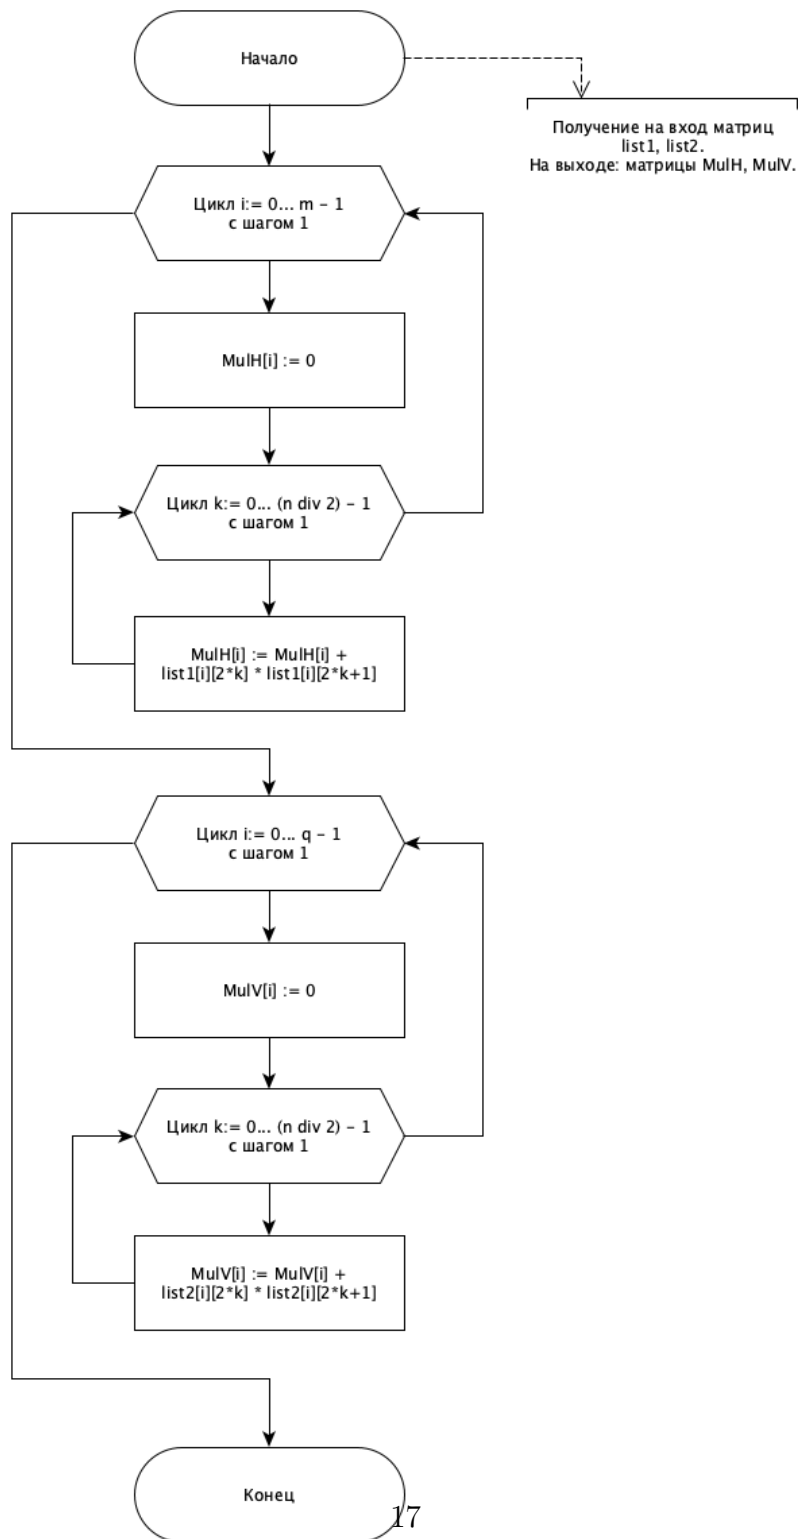 Начало
Получение на вход матриц
list1, list2.
На выходе: матрицы MulH, MulV.
Цикл i:= 0... m - 1
с шагом 1
MulH[i] := 0
Цикл k:= 0... (n div 2) - 1
с шагом 1
MulH[i] := MulH[i] +
list1[i][2*k] * list1[i][2*k+1]
Цикл i:= 0... q - 1
с шагом 1
MulV[i] := 0
Цикл k:= 0... (n div 2) - 1
с шагом 1
MulV[i] := MulV[i] +
list2[i][2*k] * list2[i][2*k+1]
Конец
17